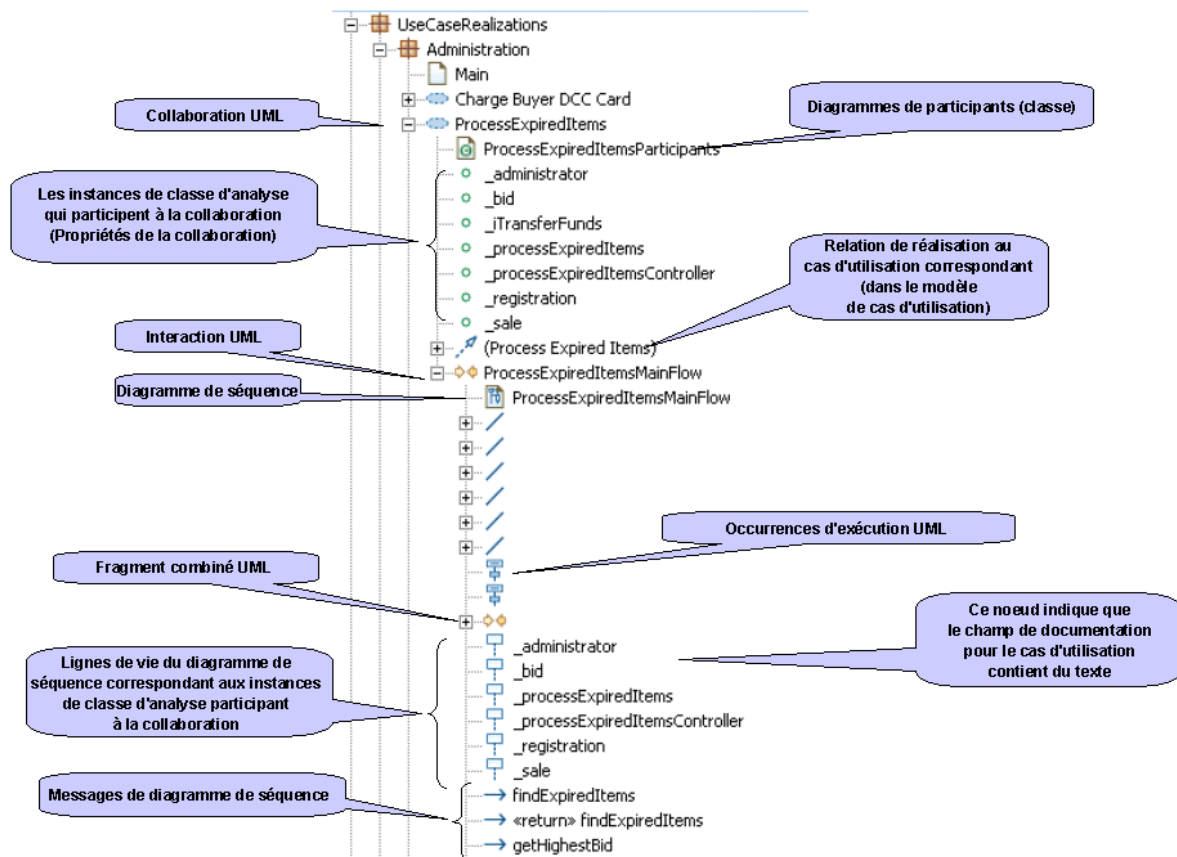 UseCaseRealizations
Administration
Main
Charge Buyer DCC Card
ProcessExpiredItems
ProcessExpiredItemsParticipants
_administrator
_bid
_iTransferFunds
_processExpiredItems
_processExpiredItemsController
_registration
_sale
(Process Expired Items)
ProcessExpiredItemsMainFlow
ProcessExpiredItemsMainFlow
_administrator
_bid
_processExpiredItems
_processExpiredItemsController
_registration
_sale
findExpiredItems
«return» findExpiredItems
getHighestBid
Collaboration UML
Les instances de classe d'analyse
qui participent à la collaboration
(Propriétés de la collaboration)
Interaction UML
Diagramme de séquence
Fragment combiné UML
Lignes de vie du diagramme de
séquence correspondant aux instances
de classe d'analyse participant
à la collaboration
Messages de diagramme de séquence
Diagrammes de participants (classe)
Relation de réalisation au
cas d'utilisation correspondant
(dans le modèle
de cas d'utilisation)
Occurrences d'exécution UML
Ce noeud indique que
le champ de documentation
pour le cas d'utilisation
contient du texte